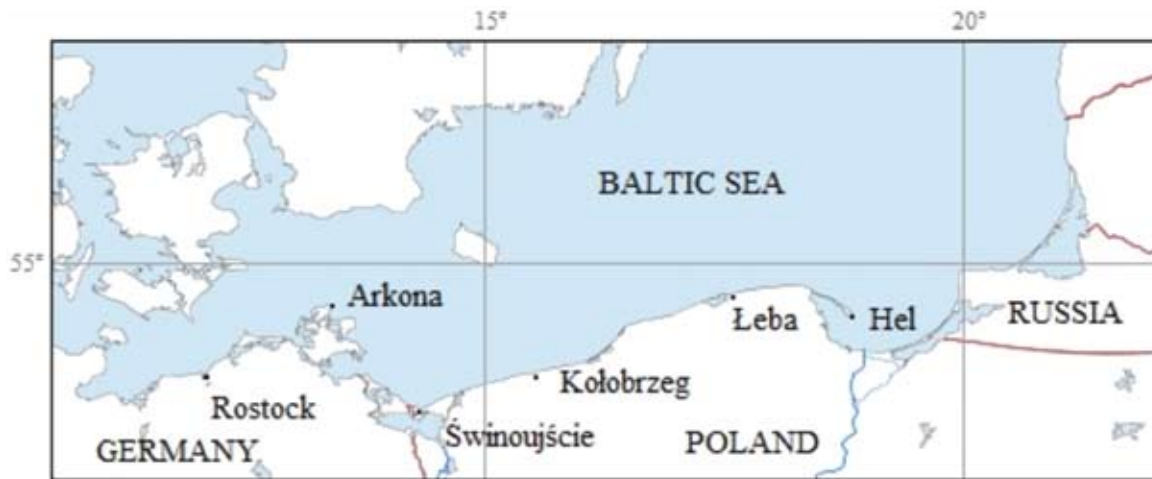 15°
20°
BALTIC SEA
55°
Arkona
Łeba
Hel
RUSSIA
Kołobrzeg
Rostock
Świnoujście
POLAND
GERMANY